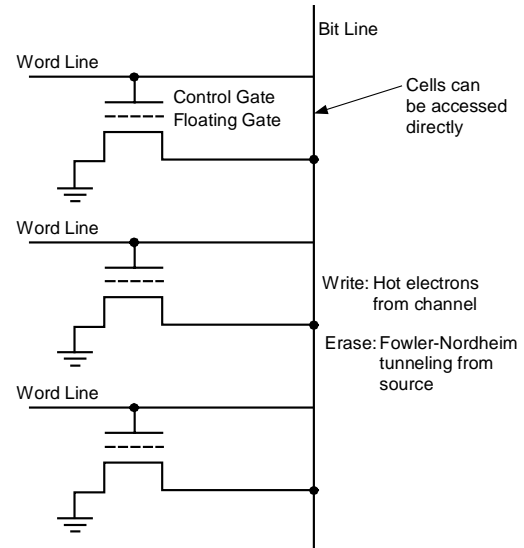 Bit Line
Word Line
Control Gate
Floating Gate
Cells can
be accessed
directly
Word Line
Write: Hot electrons
from channel
Erase: Fowler-Nordheim
tunneling from
source
Word Line